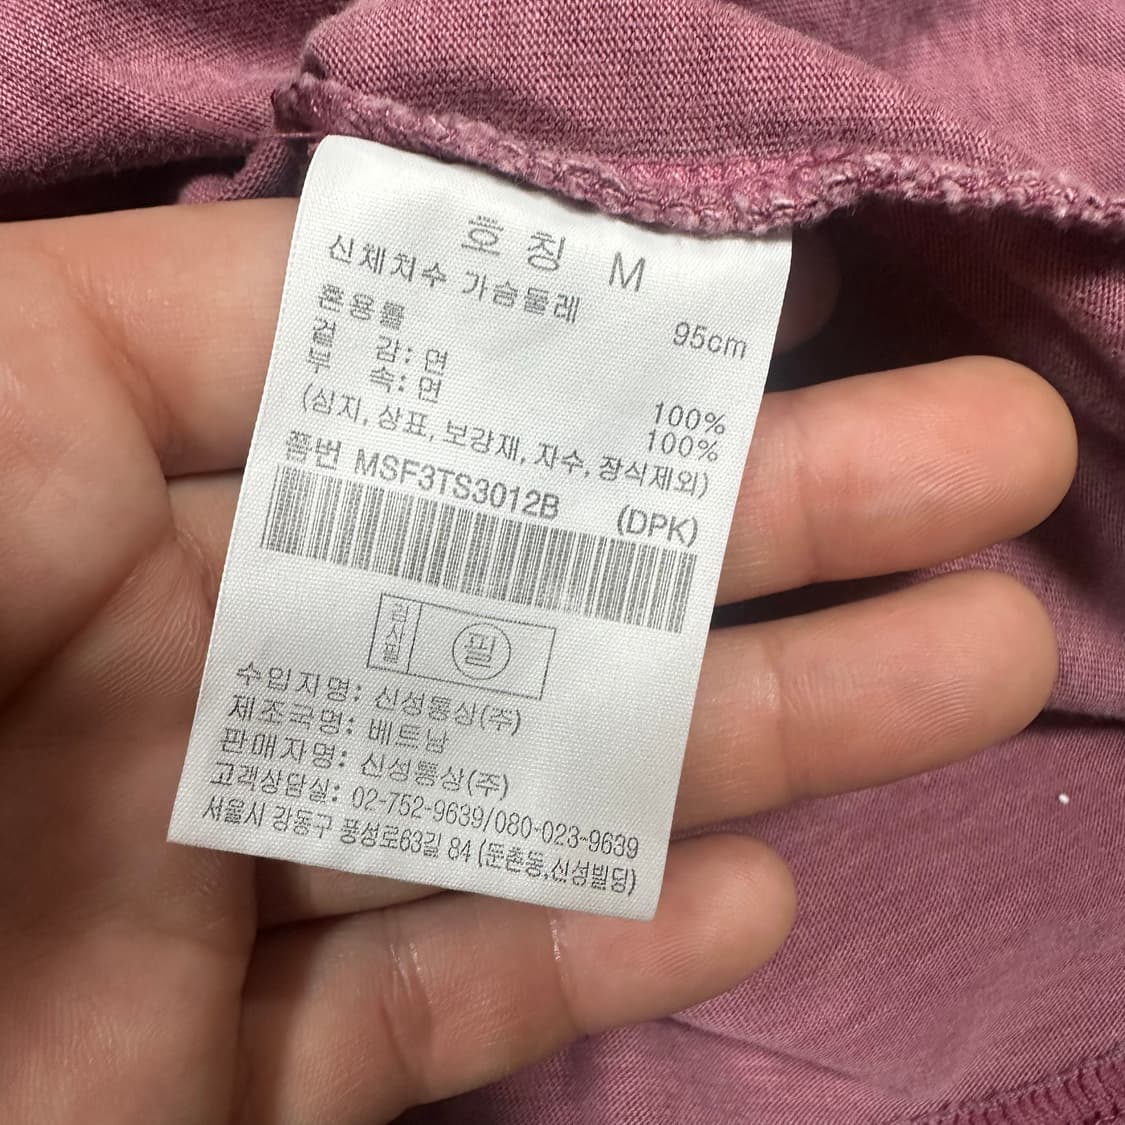 호 칭 M
신체치수 가슴둘레 95cm
혼용률
겉 감: 면 100%
두 속: 면 100%
(심지, 상표, 보강재, 자수, 장식제외)
품번 MSF3TS3012B (DPK)
검사필 필
수입자명: 신성통상(주)
제조국명: 베트남
판매자명: 신성통상(주)
고객상담실: 02-752-9639/080-023-9639
서울시 강동구 풍성로63길 84 (둔촌동,신성빌딩)